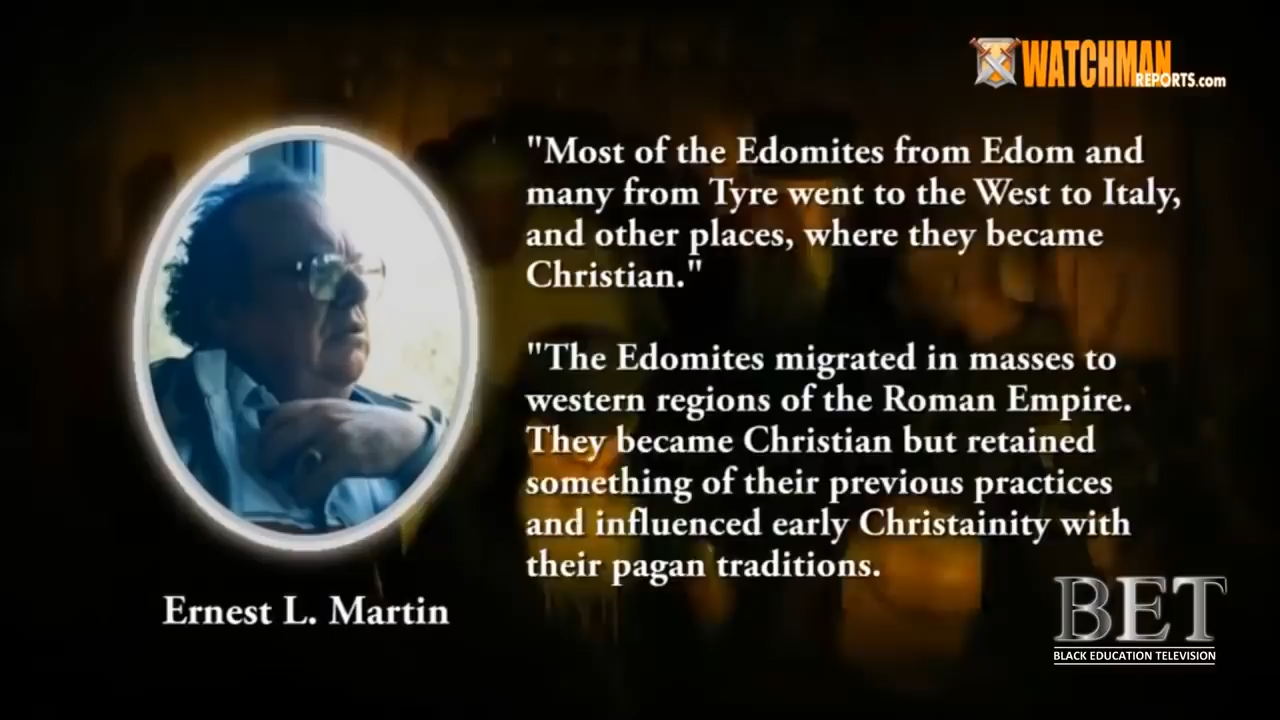 WATCHMAN
REPORTS.com
"Most of the Edomites from Edom and
many from Tyre went to the West to Italy,
and other places, where they became
Christian."
"The Edomites migrated in masses to
western regions of the Roman Empire.
They became Christian but retained
something of their previous practices
and influenced early Christainity with
their pagan traditions.
Ernest L. Martin
BET
BLACK EDUCATION TELEVISION